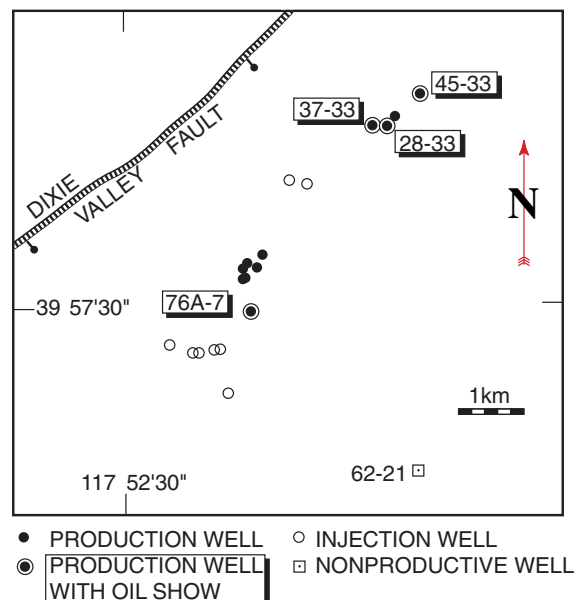 45-33
37-33
28-33
DIXIE VALLEY FAULT
N
76A-7
39 57'30"
1km
62-21
117 52'30"
PRODUCTION WELL
INJECTION WELL
PRODUCTION WELL
WITH OIL SHOW
NONPRODUCTIVE WELL